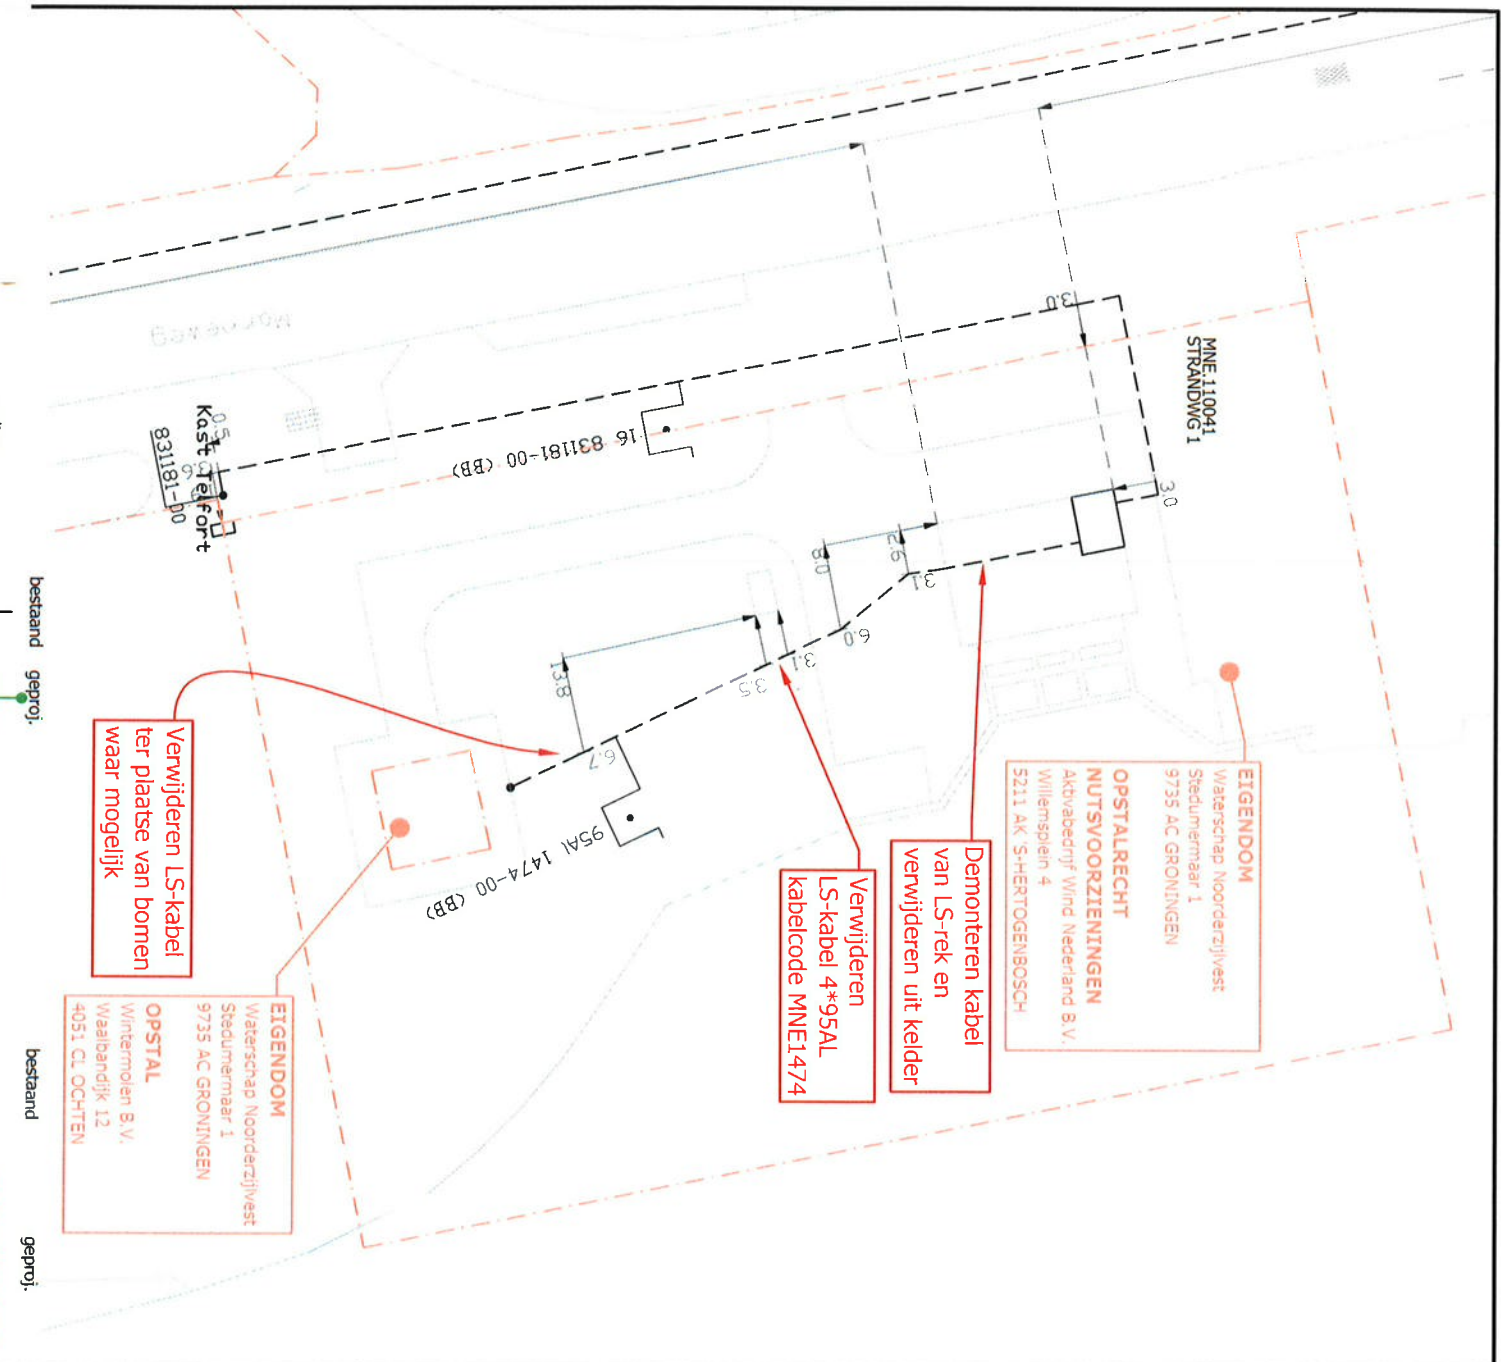 MNE.110041
STRANDWG 1
3.0
3.0
16 831181-00 (BB)
Kast Telfort
0.5
3.6
831181-00
2.6
3.1
8.0
6.0
3.1
3.5
13.8
6.7
95Al 1474-00 (BB)
EIGENDOM
Waterschap Noorderzijlvest
Stedumermaar 1
9735 AC GRONINGEN
OPSTALRECHT
NUTSVOORZIENINGEN
Aktivabedrijf Wind Nederland B.V.
Willemsplein 4
5211 AK 'S-HERTOGENBOSCH
Demonteren kabel
van LS-rek en
verwijderen uit kelder
Verwijderen
LS-kabel 4*95AL
kabelcode MNE1474
Verwijderen LS-kabel
ter plaatse van bomen
waar mogelijk
EIGENDOM
Waterschap Noorderzijlvest
Stedumermaar 1
9735 AC GRONINGEN
OPSTAL
Wintermolen B.V.
Waalbandijk 12
4051 CL OCHTEN
bestaand geproj.
bestaand
geproj.